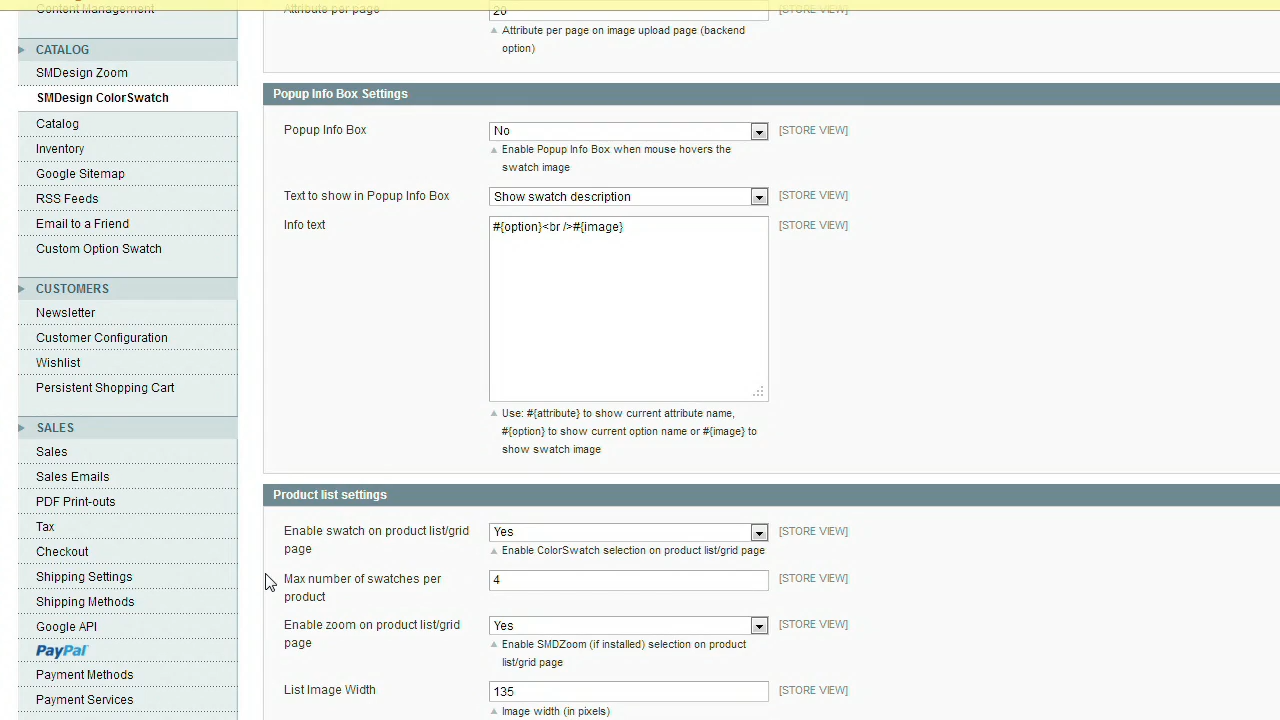 Content Management
CATALOG
SMDesign Zoom
SMDesign ColorSwatch
Catalog
Inventory
Google Sitemap
RSS Feeds
Email to a Friend
Custom Option Swatch
CUSTOMERS
Newsletter
Customer Configuration
Wishlist
Persistent Shopping Cart
SALES
Sales
Sales Emails
PDF Print-outs
Tax
Checkout
Shipping Settings
Shipping Methods
Google API
PayPal
Payment Methods
Payment Services
Attribute per page 20 [STORE VIEW]
Attribute per page on image upload page (backend
option)
Popup Info Box Settings
Popup Info Box No [STORE VIEW]
Enable Popup Info Box when mouse hovers the
swatch image
Text to show in Popup Info Box Show swatch description [STORE VIEW]
Info text #{option}<br />#{image} [STORE VIEW]
Use: #{attribute} to show current attribute name,
#{option} to show current option name or #{image} to
show swatch image
Product list settings
Enable swatch on product list/grid Yes [STORE VIEW]
page
Enable ColorSwatch selection on product list/grid page
Max number of swatches per 4 [STORE VIEW]
product
Enable zoom on product list/grid Yes [STORE VIEW]
page
Enable SMDZoom (if installed) selection on product
list/grid page
List Image Width 135 [STORE VIEW]
Image width (in pixels)